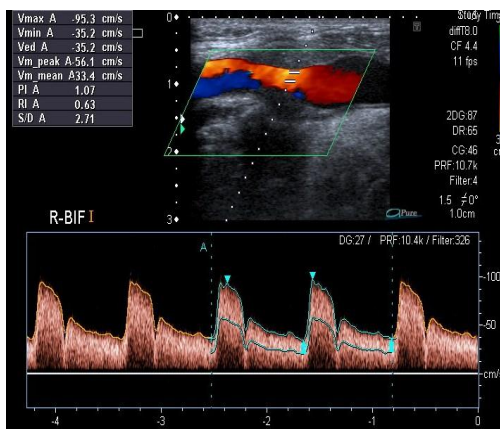 Vmax A -95.3 cm/s
Vmin A -35.2 cm/s
Ved A -35.2 cm/s
Vm_peak A-56.1 cm/s
Vm_mean A33.4 cm/s
PI A 1.07
RI A 0.63
S/D A 2.71
diffT8.0
CF 4.4
11 fps
0
1
2
3
2DG:87
DR:65
CG:46
PRF:10.7k
Filter:4
1.5 ≠0°
1.0cm
aPure
R-BIF I
A
DG:27 / PRF:10.4k / Filter:326
-100
-50
cm/s
-4
-3
-2
-1
0